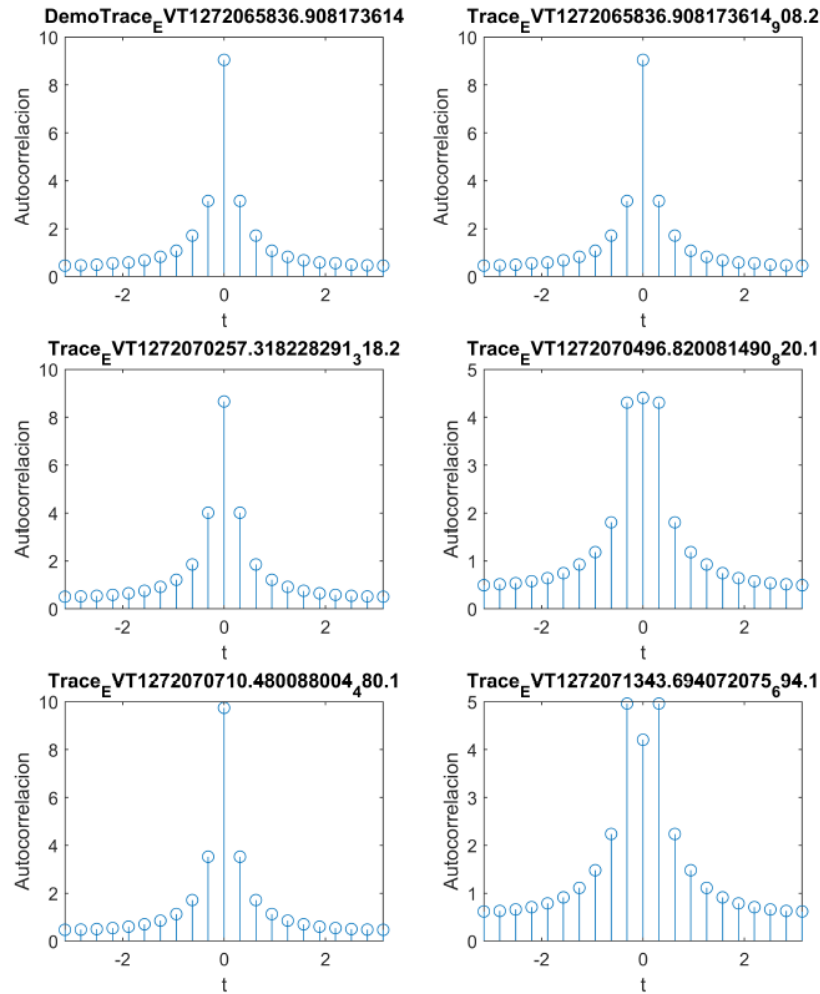 DemoTrace_EVT1272065836.908173614
10
8
6
4
2
0
Autocorrelacion
-2 0 2
t
Trace_EVT1272065836.908173614_908.2
10
8
6
4
2
0
Autocorrelacion
-2 0 2
t
Trace_EVT1272070257.318228291_318.2
10
8
6
4
2
0
Autocorrelacion
-2 0 2
t
Trace_EVT1272070496.820081490_820.1
5
4
3
2
1
0
Autocorrelacion
-2 0 2
t
Trace_EVT1272070710.480088004_480.1
10
8
6
4
2
0
Autocorrelacion
-2 0 2
t
Trace_EVT1272071343.694072075_694.1
5
4
3
2
1
0
Autocorrelacion
-2 0 2
t